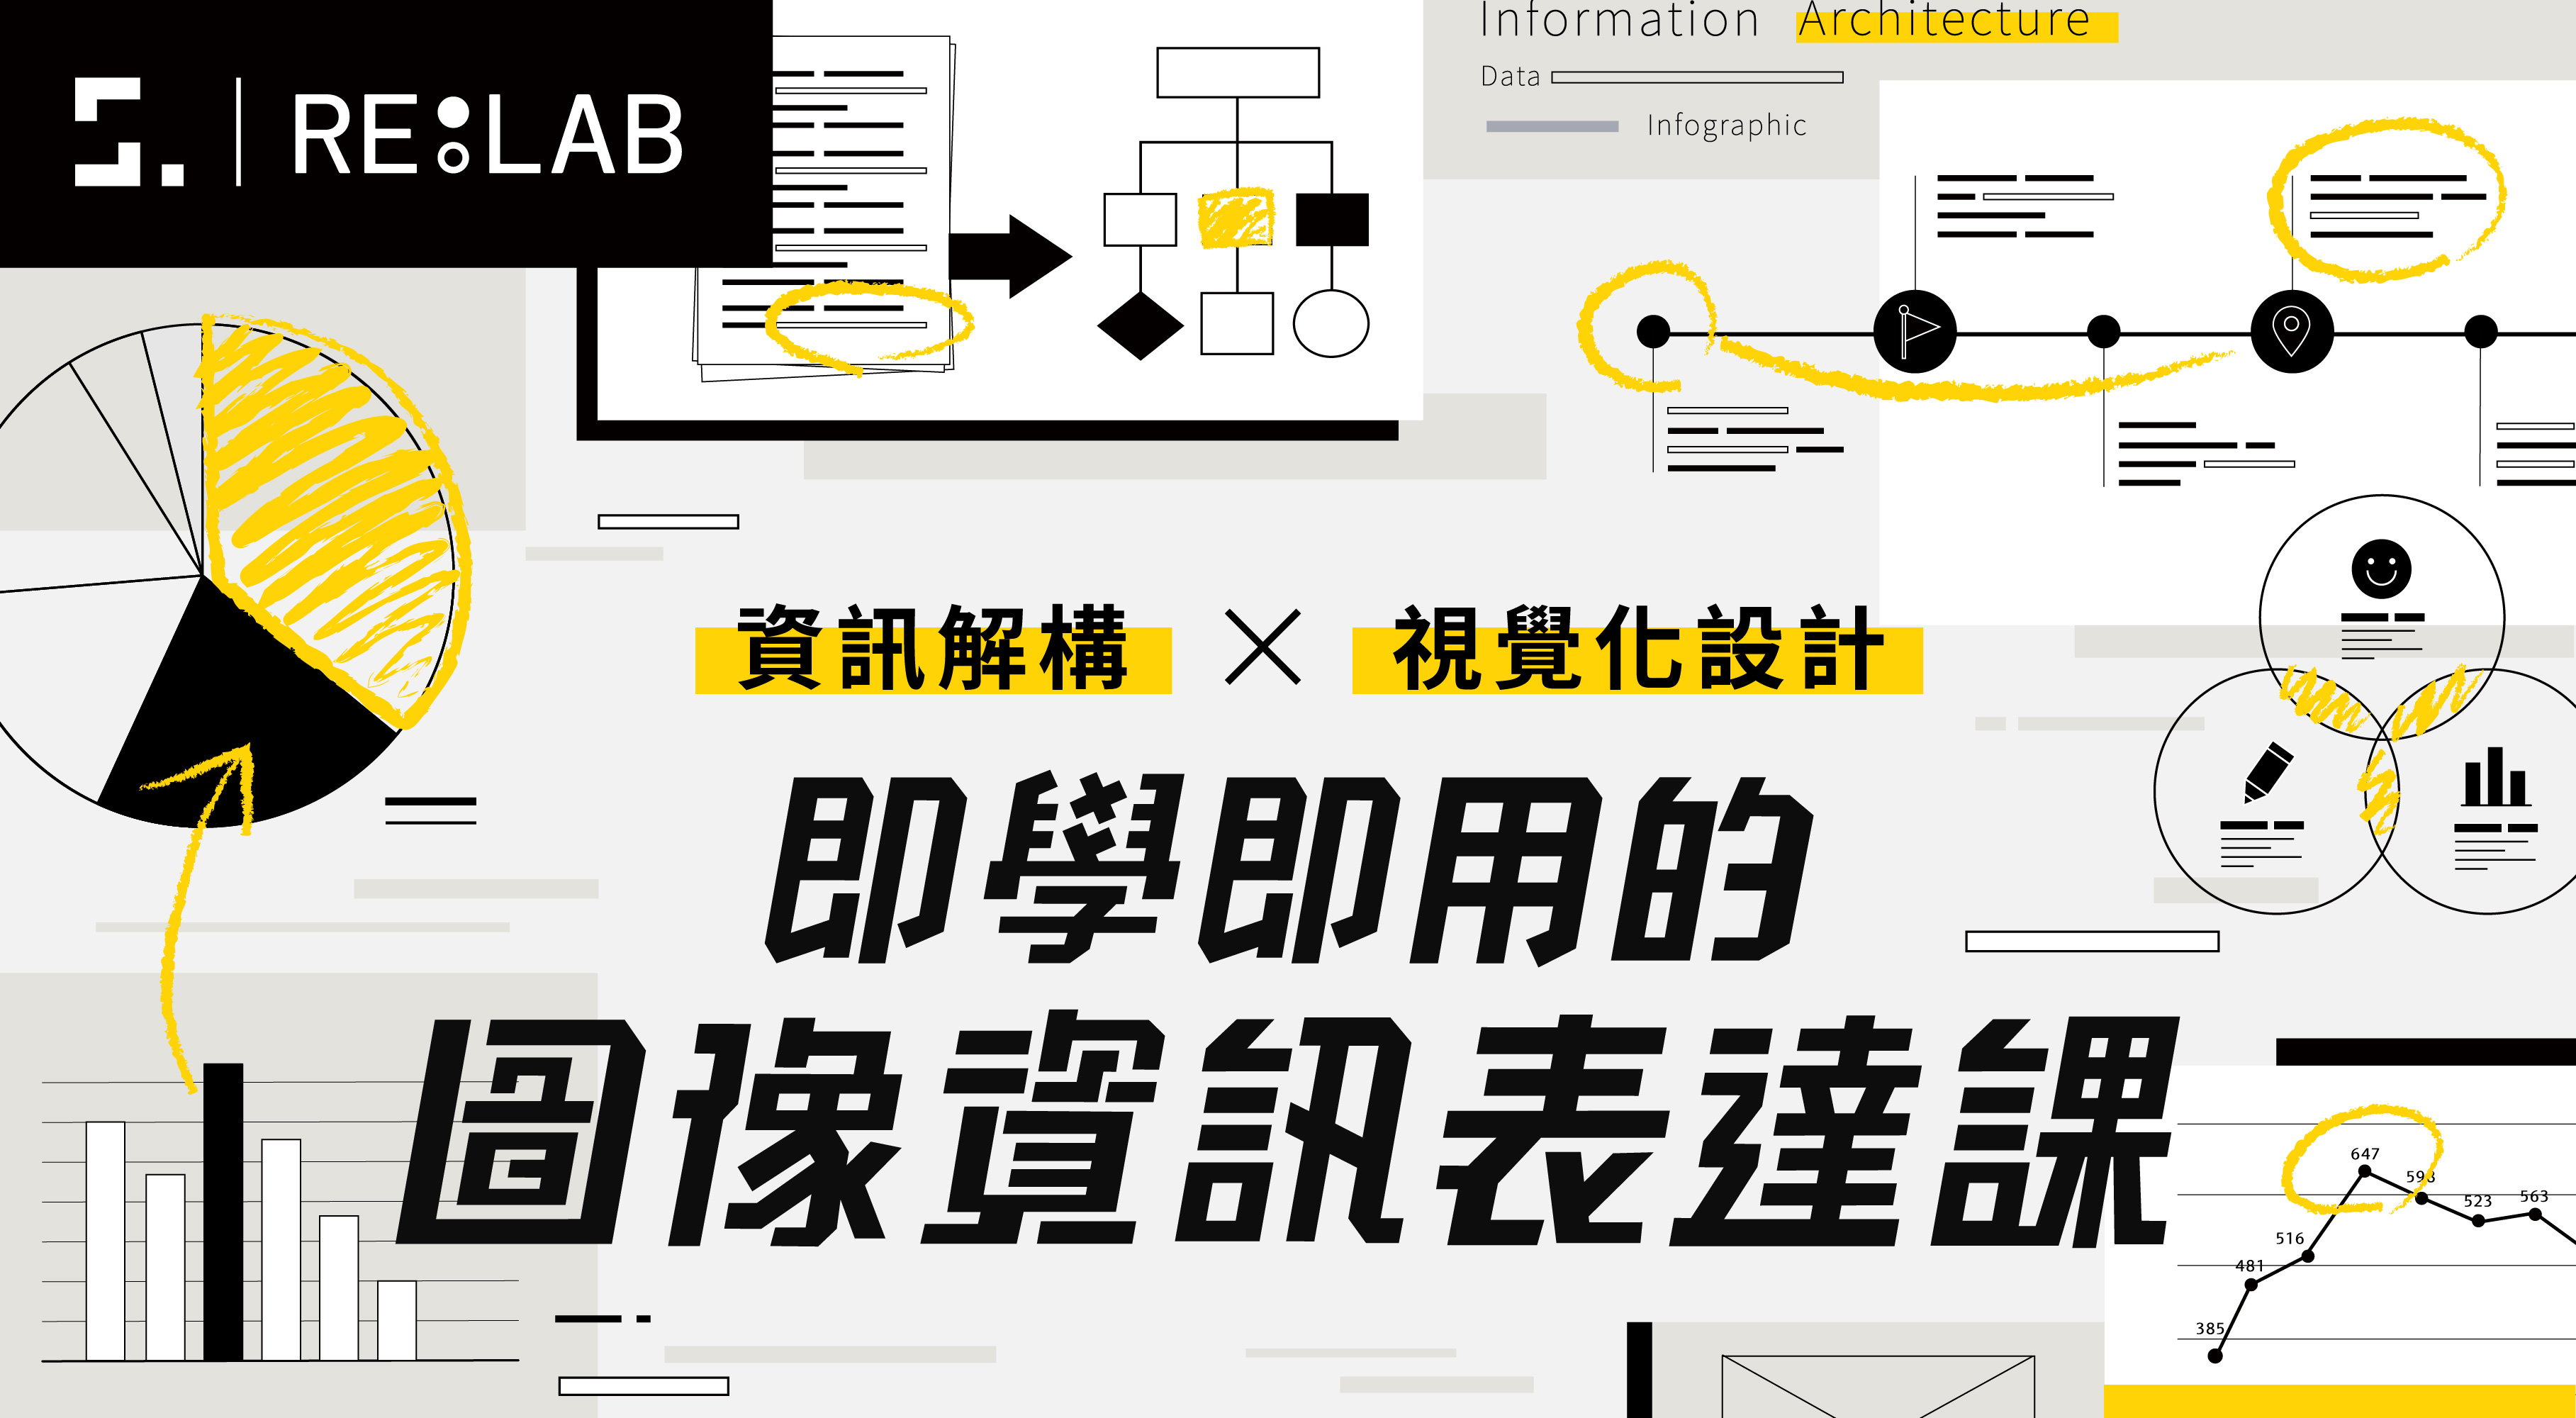 S. | RE:LAB
Information Architecture
Data
Infographic
資訊解構 × 視覺化設計
即學即用的
圖像資訊表達課
647
598
523
563
516
481
385